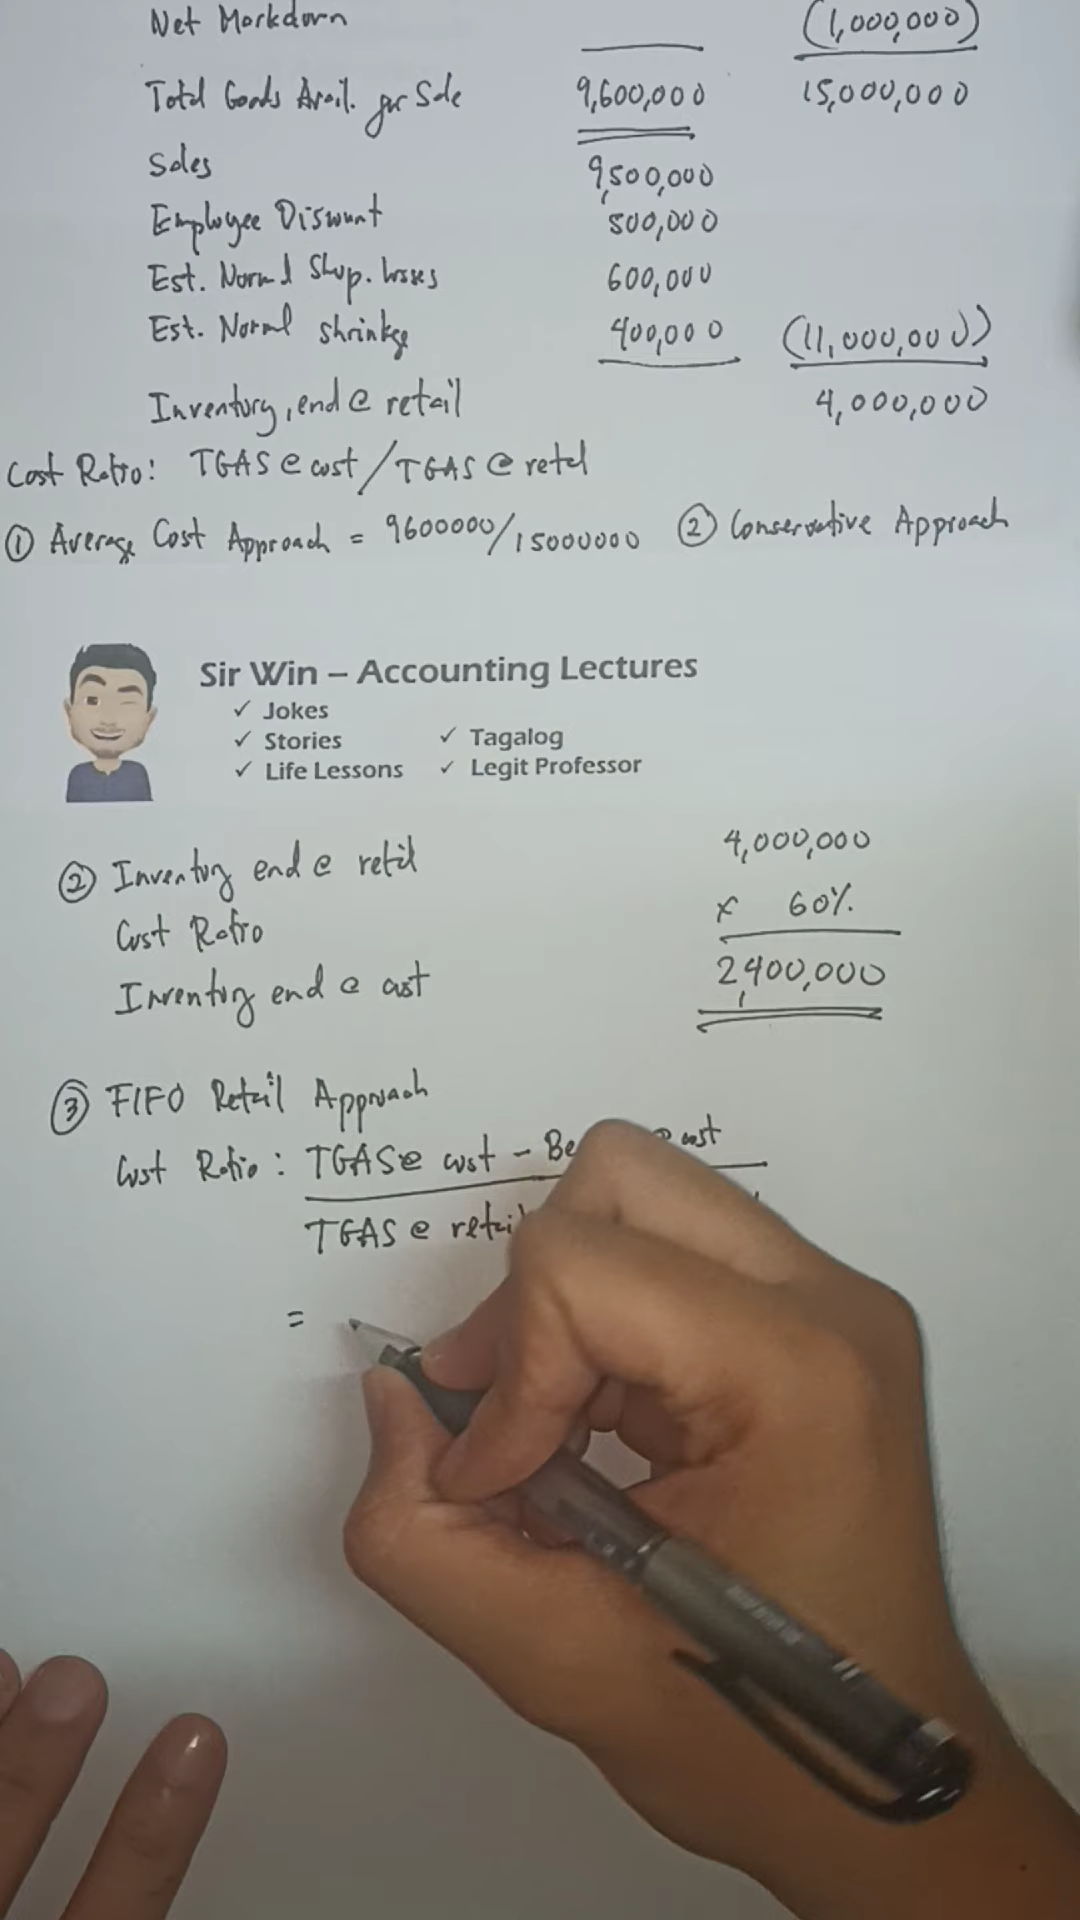 Net Markdown (1,000,000)
Total Goods Avail. for Sale 9,600,000 15,000,000
Sales 9,500,000
Employee Discount 500,000
Est. Normal Shop. losses 600,000
Est. Normal shrinkge 400,000 (11,000,000)
Inventory, end @ retail 4,000,000
Cost Ratio: TGAS @ cost / TGAS @ retail
① Average Cost Approach = 9600000/15000000 ② Conservative Approach
Sir Win – Accounting Lectures
✓ Jokes
✓ Stories ✓ Tagalog
✓ Life Lessons ✓ Legit Professor
② Inventory end @ retail 4,000,000
Cost Ratio x 60%
Inventory end @ cost 2,400,000
③ FIFO Retail Approach
Cost Ratio: TGAS @ cost - Be cost
TGAS @ retail
=